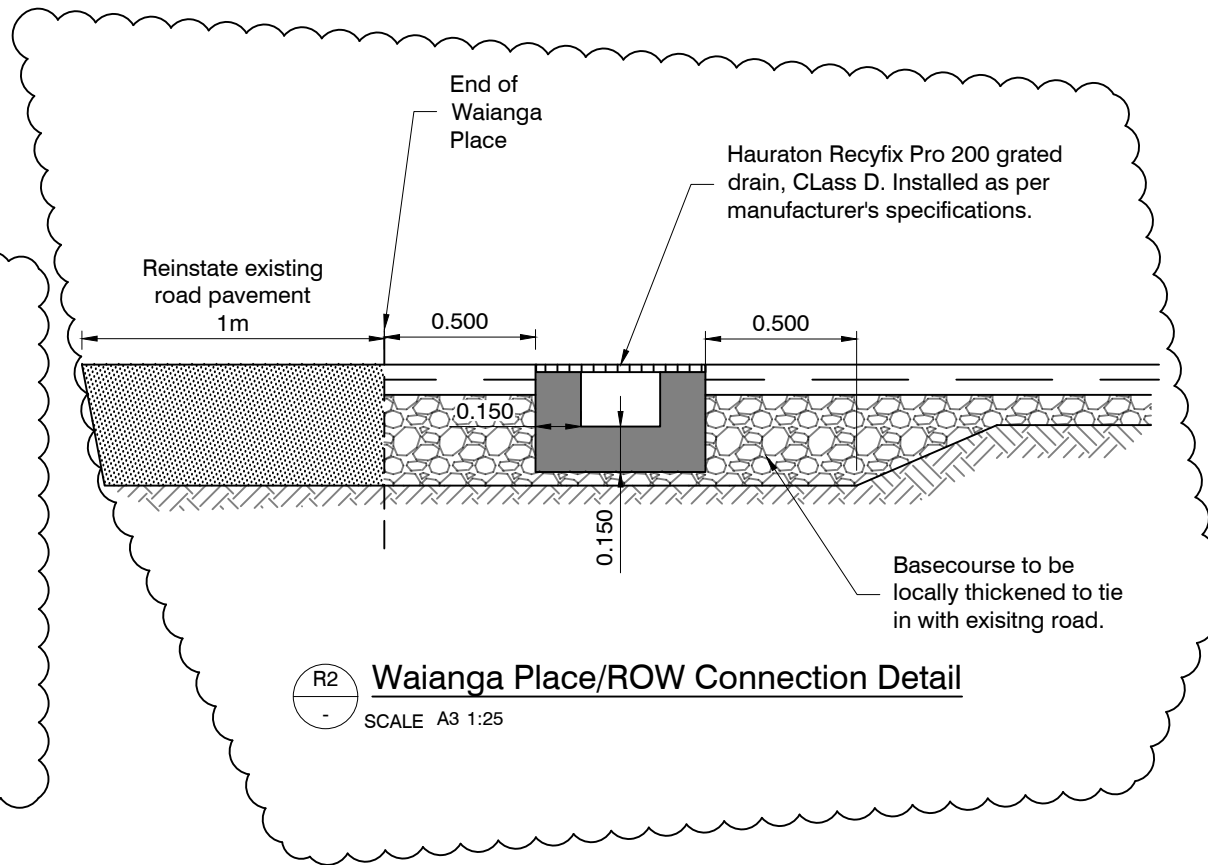 End of
Waianga
Place
Hauraton Recyfix Pro 200 grated
drain, CLass D. Installed as per
manufacturer's specifications.
Reinstate existing
road pavement
1m
0.500
0.500
0.150
0.150
Basecourse to be
locally thickened to tie
in with exisitng road.
R2
-
Waianga Place/ROW Connection Detail
SCALE A3 1:25